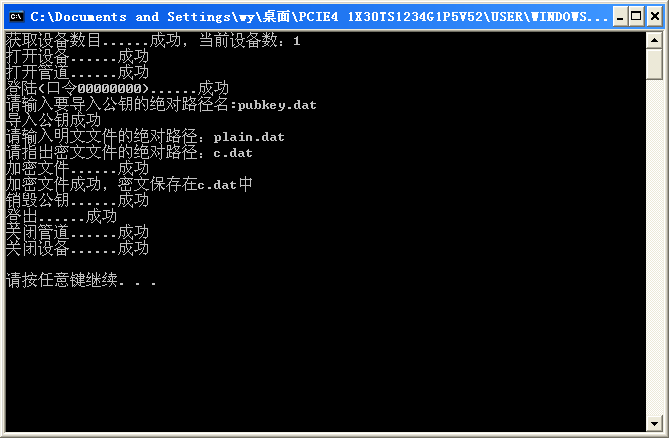 C:\Documents and Settings\wy\桌面\PCIE4 1X30TS1234G1P5V52\USER\WINDOWS...
获取设备数目......成功，当前设备数：1
打开设备......成功
打开管道......成功
登陆(口令00000000)......成功
请输入要导入公钥的绝对路径名:pubkey.dat
导入公钥成功
请输入明文文件的绝对路径：plain.dat
请指出密文文件的绝对路径：c.dat
加密文件......成功
加密文件成功，密文保存在c.dat中
销毁公钥......成功
登出......成功
关闭管道......成功
关闭设备......成功
请按任意键继续. . .